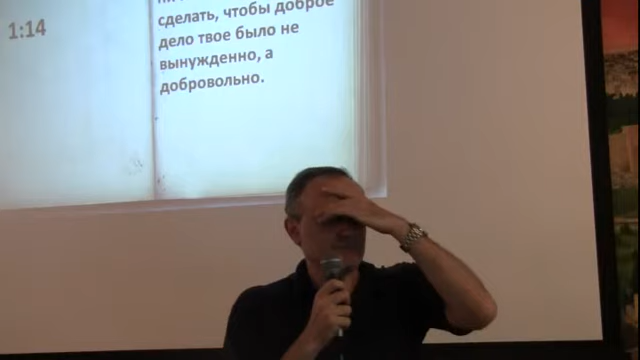 1:14
сделать, чтобы доброе
дело твое было не
вынужденно, а
добровольно.